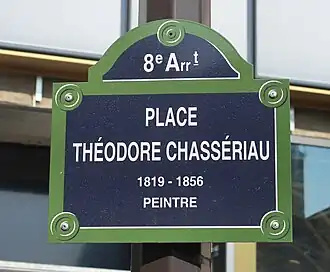 8e Arrt
PLACE
THÉODORE CHASSÉRIAU
1819 - 1856
PEINTRE